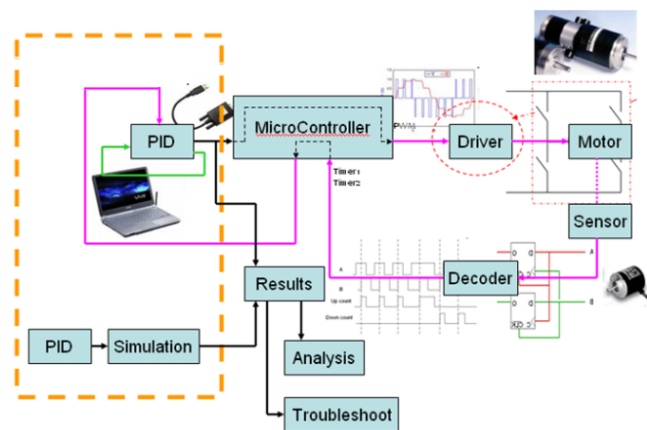 PID
MicroController
PWM
Driver
Motor
Timer1
Timer2
Sensor
Results
A
B
Up count
Down count
Decoder
D
D
A
B
PID
Simulation
Analysis
Troubleshoot